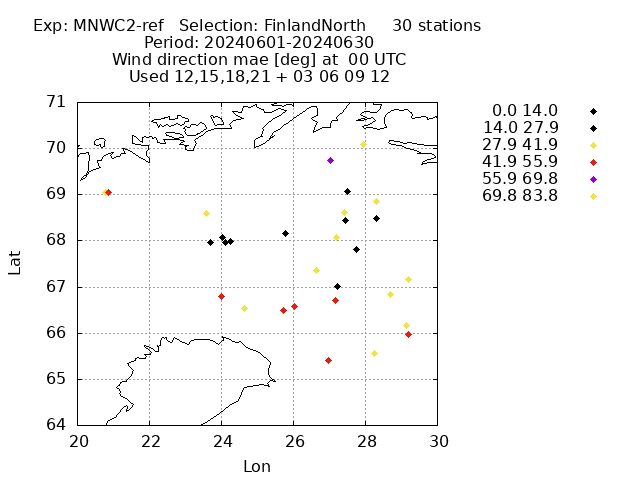 Exp: MNWC2-ref   Selection: FinlandNorth     30 stations
Period: 20240601-20240630
Wind direction mae [deg] at  00 UTC
Used 12,15,18,21 + 03 06 09 12
0.0 14.0
14.0 27.9
27.9 41.9
41.9 55.9
55.9 69.8
69.8 83.8
71
70
69
68
67
66
65
64
Lat
20 22 24 26 28 30
Lon